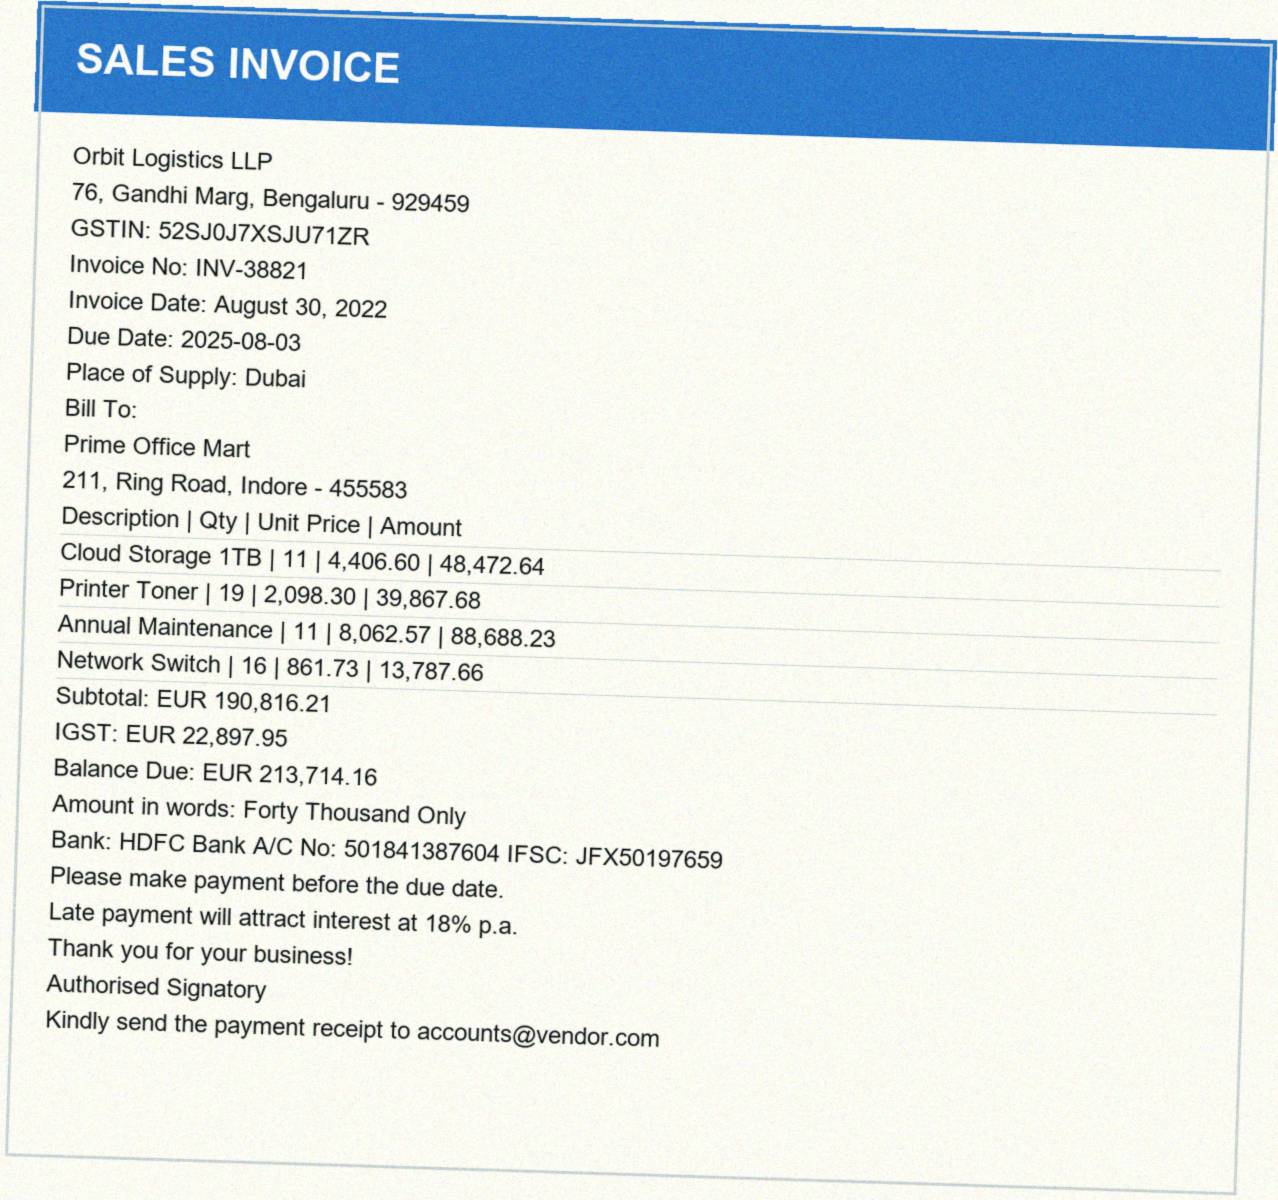 SALES INVOICE
Orbit Logistics LLP
76, Gandhi Marg, Bengaluru - 929459
GSTIN: 52SJ0J7XSJU71ZR
Invoice No: INV-38821
Invoice Date: August 30, 2022
Due Date: 2025-08-03
Place of Supply: Dubai
Bill To:
Prime Office Mart
211, Ring Road, Indore - 455583
Description | Qty | Unit Price | Amount
Cloud Storage 1TB | 11 | 4,406.60 | 48,472.64
Printer Toner | 19 | 2,098.30 | 39,867.68
Annual Maintenance | 11 | 8,062.57 | 88,688.23
Network Switch | 16 | 861.73 | 13,787.66
Subtotal: EUR 190,816.21
IGST: EUR 22,897.95
Balance Due: EUR 213,714.16
Amount in words: Forty Thousand Only
Bank: HDFC Bank A/C No: 501841387604 IFSC: JFX50197659
Please make payment before the due date.
Late payment will attract interest at 18% p.a.
Thank you for your business!
Authorised Signatory
Kindly send the payment receipt to accounts@vendor.com